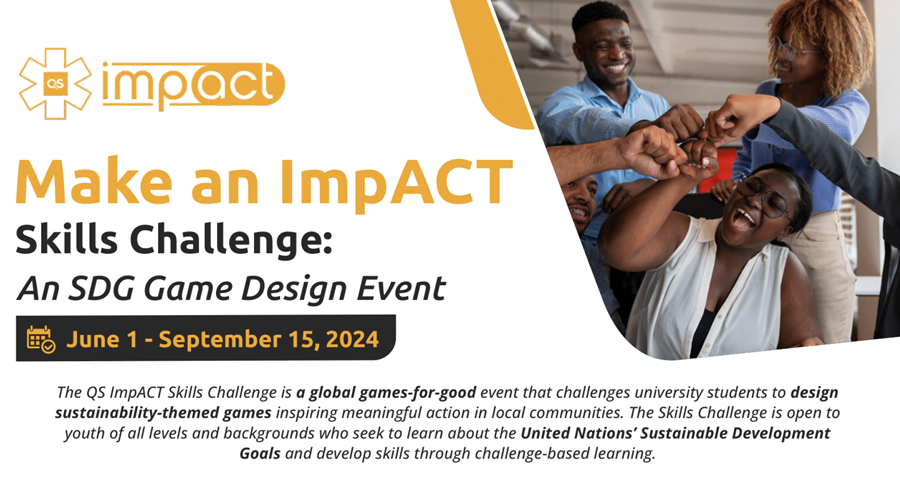 QS
impact
Make an ImpACT
Skills Challenge:
An SDG Game Design Event
June 1 - September 15, 2024
The QS ImpACT Skills Challenge is a global games-for-good event that challenges university students to design
sustainability-themed games inspiring meaningful action in local communities. The Skills Challenge is open to
youth of all levels and backgrounds who seek to learn about the United Nations’ Sustainable Development
Goals and develop skills through challenge-based learning.